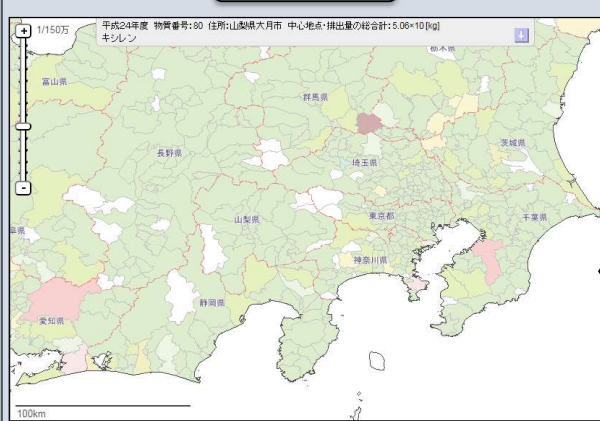 平成24年度 物質番号:80 住所:山梨県大月市 中心地点・排出量の総合計:5.06×10[kg]
キシレン
1/150万
栃木県
富山県
群馬県
茨城県
長野県
埼玉県
山梨県
東京都
千葉県
阜県
神奈川県
静岡県
愛知県
100km